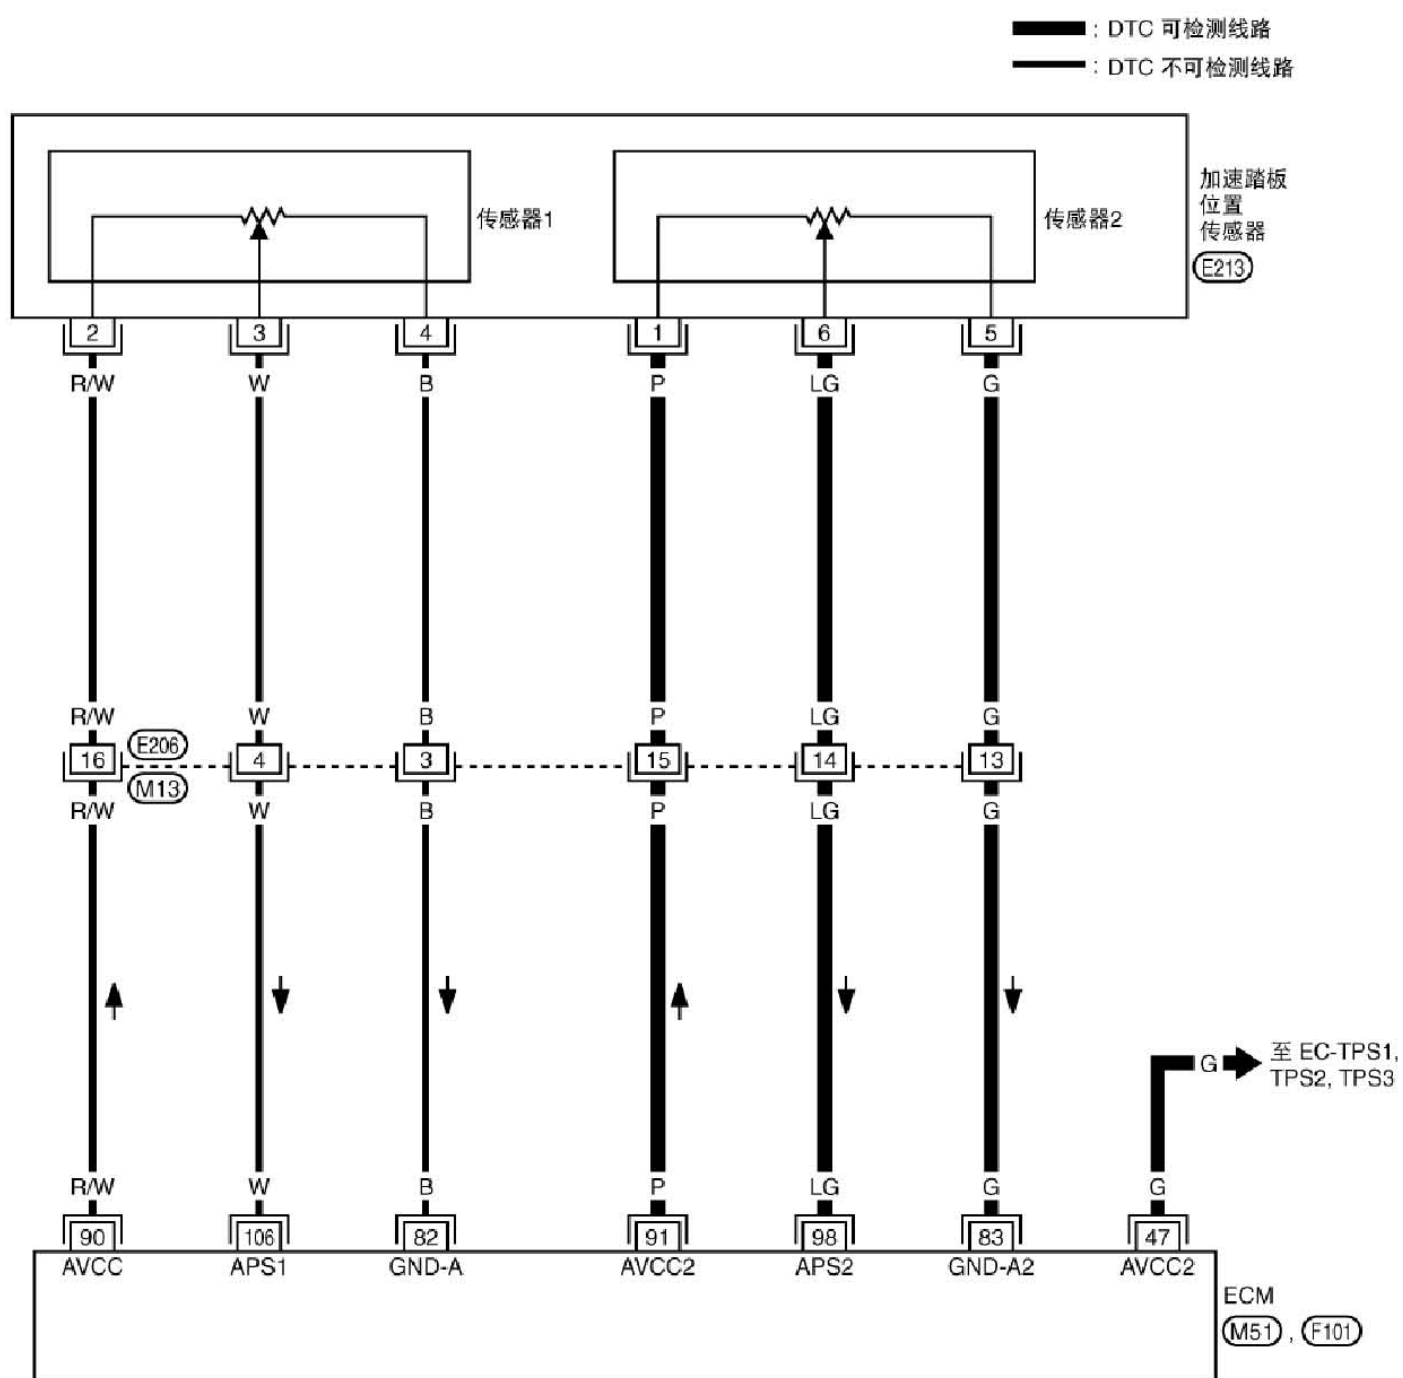 : DTC 可检测线路
: DTC 不可检测线路
传感器1
传感器2
加速踏板
位置
传感器
E213
2 3 4 1 6 5
R/W W B P LG G
R/W W B P LG G
E206
16 4 3 15 14 13
M13
R/W W B P LG G
至 EC-TPS1,
G
TPS2, TPS3
R/W W B P LG G G
90 106 82 91 98 83 47
AVCC APS1 GND-A AVCC2 APS2 GND-A2 AVCC2
ECM
M51 , F101